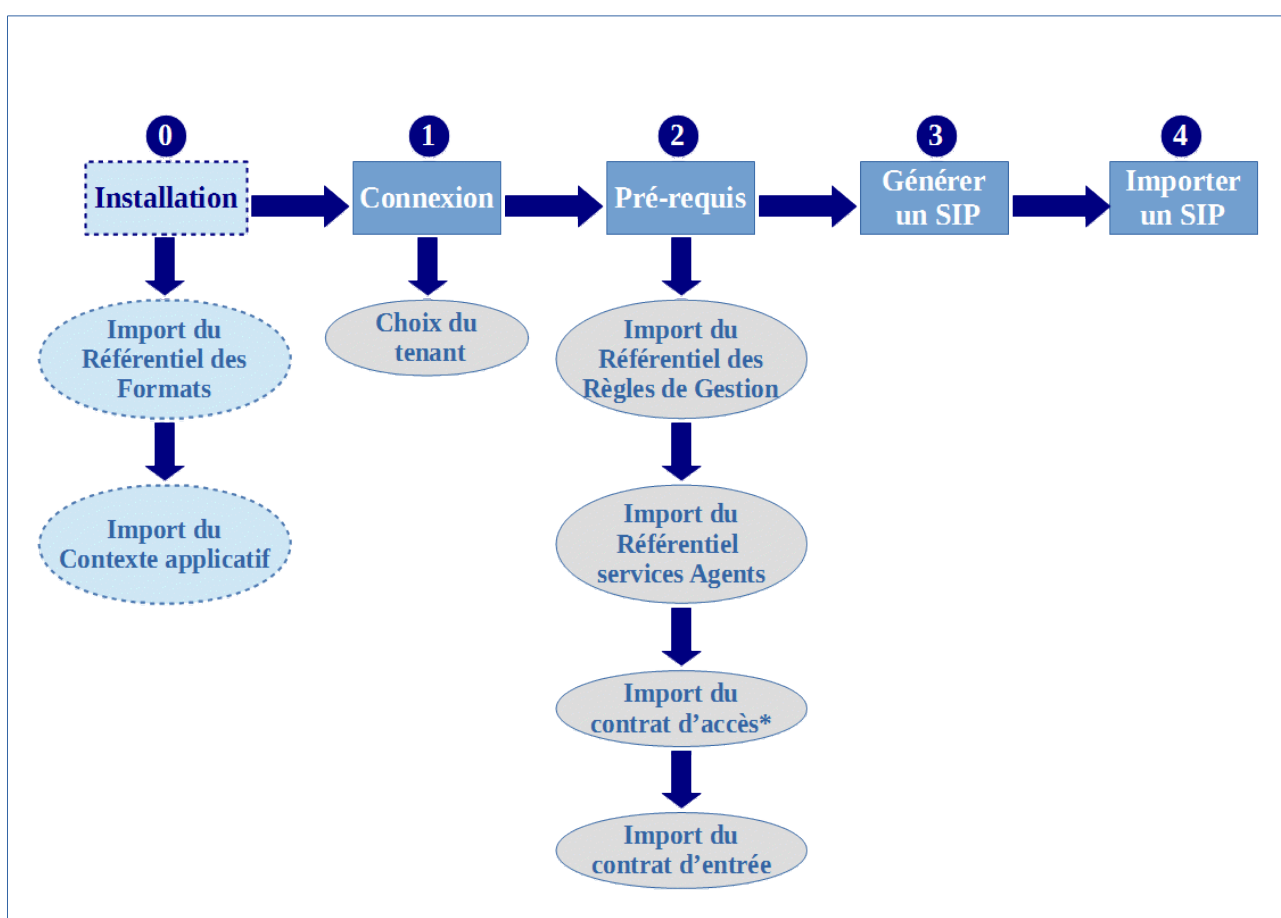 0
1
2
3
4
Installation
Connexion
Pré-requis
Générer
un SIP
Importer
un SIP
Import du
Référentiel des
Formats
Import du
Contexte applicatif
Choix du
tenant
Import du
Référentiel des
Règles de Gestion
Import du
Référentiel
services Agents
Import du
contrat d’accès*
Import du
contrat d’entrée